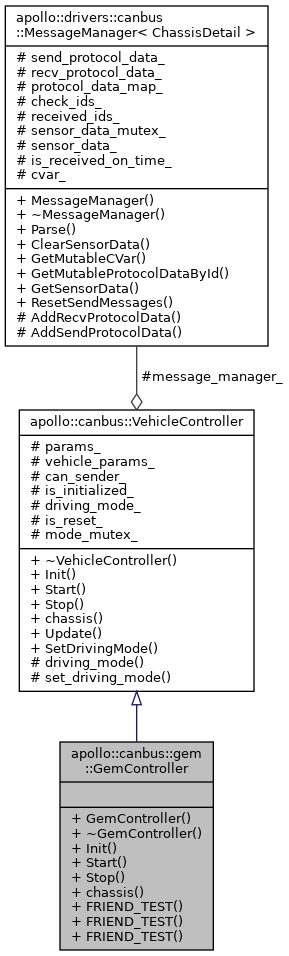 apollo::drivers::canbus
::MessageManager< ChassisDetail >
# send_protocol_data_
# recv_protocol_data_
# protocol_data_map_
# check_ids_
# received_ids_
# sensor_data_mutex_
# sensor_data_
# is_received_on_time_
# cvar_
+ MessageManager()
+ ~MessageManager()
+ Parse()
+ ClearSensorData()
+ GetMutableCVar()
+ GetMutableProtocolDataById()
+ GetSensorData()
+ ResetSendMessages()
# AddRecvProtocolData()
# AddSendProtocolData()
#message_manager_
apollo::canbus::VehicleController
# params_
# vehicle_params_
# can_sender_
# is_initialized_
# driving_mode_
# is_reset_
# mode_mutex_
+ ~VehicleController()
+ Init()
+ Start()
+ Stop()
+ chassis()
+ Update()
+ SetDrivingMode()
# driving_mode()
# set_driving_mode()
apollo::canbus::gem
::GemController
+ GemController()
+ ~GemController()
+ Init()
+ Start()
+ Stop()
+ chassis()
+ FRIEND_TEST()
+ FRIEND_TEST()
+ FRIEND_TEST()